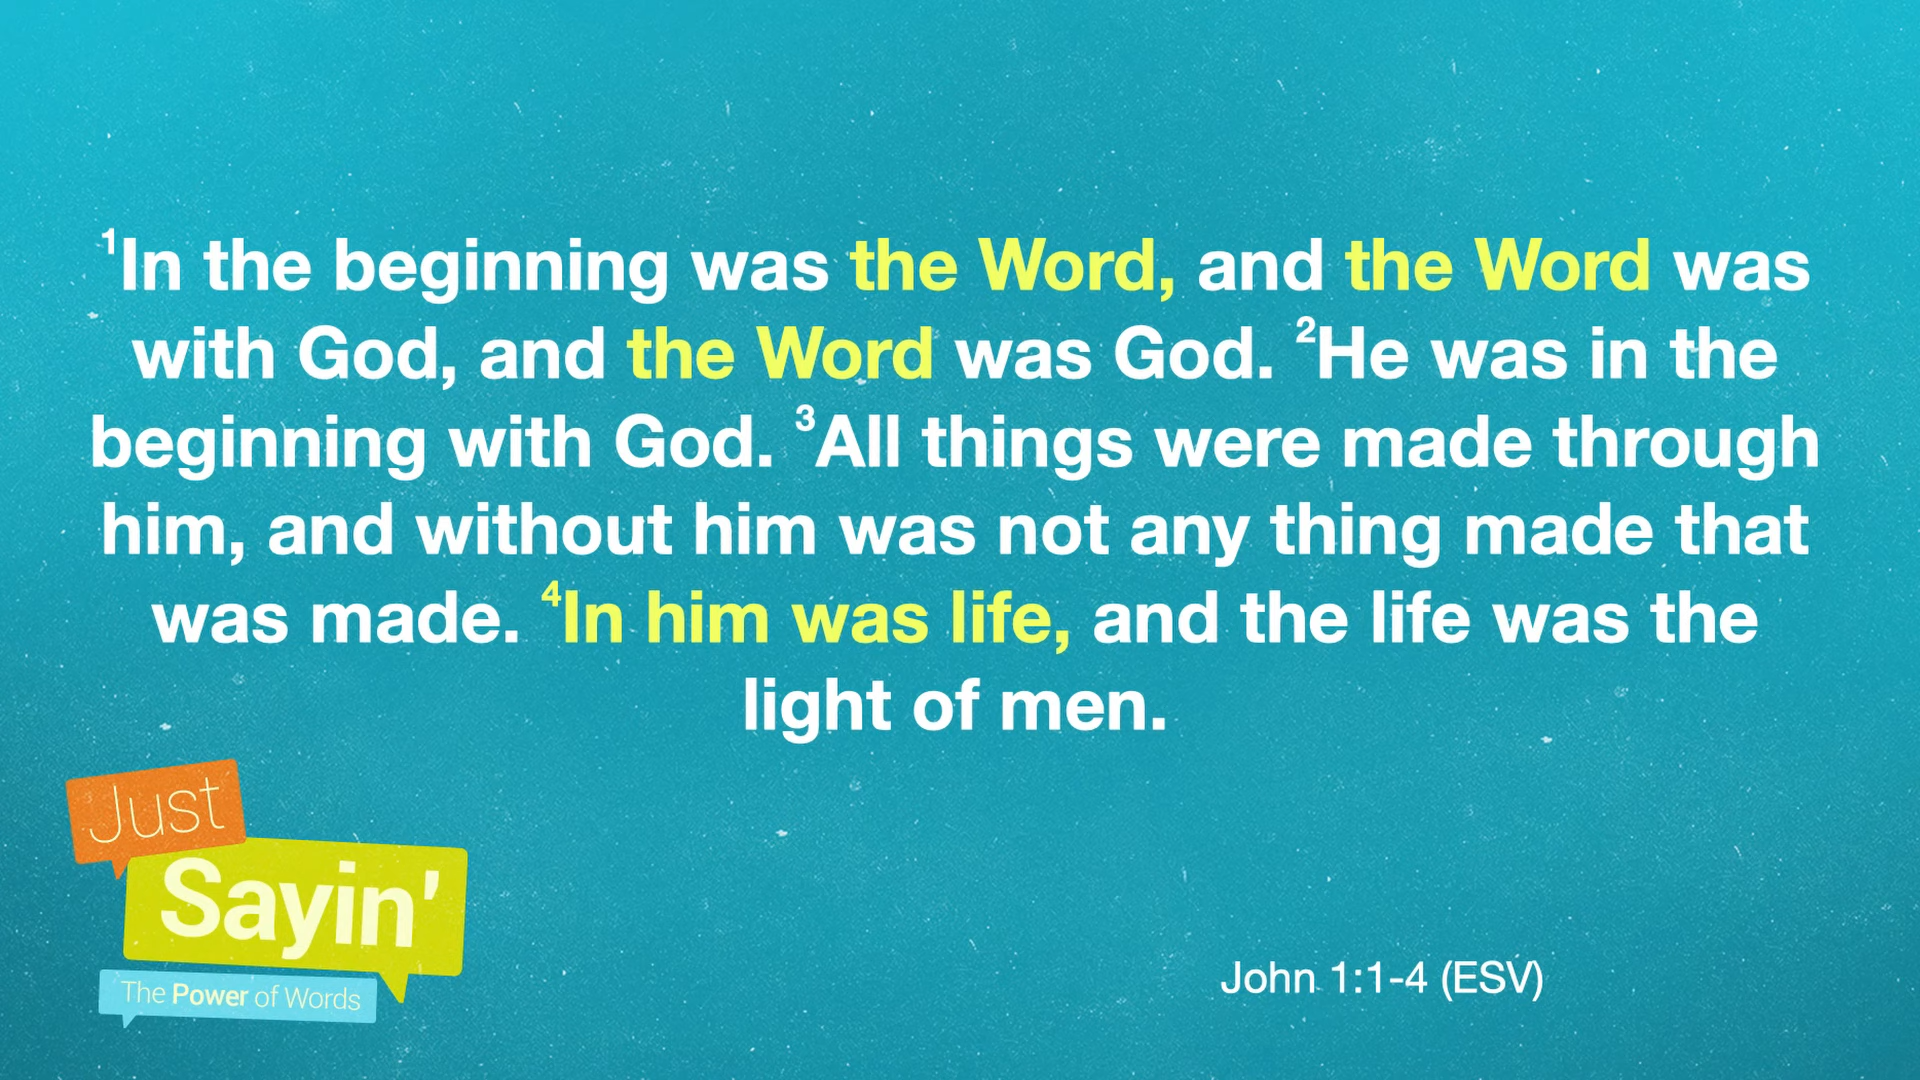 ¹In the beginning was the Word, and the Word was
with God, and the Word was God. ²He was in the
beginning with God. ³All things were made through
him, and without him was not any thing made that
was made. ⁴In him was life, and the life was the
light of men.
Just
Sayin'
The Power of Words
John 1:1-4 (ESV)